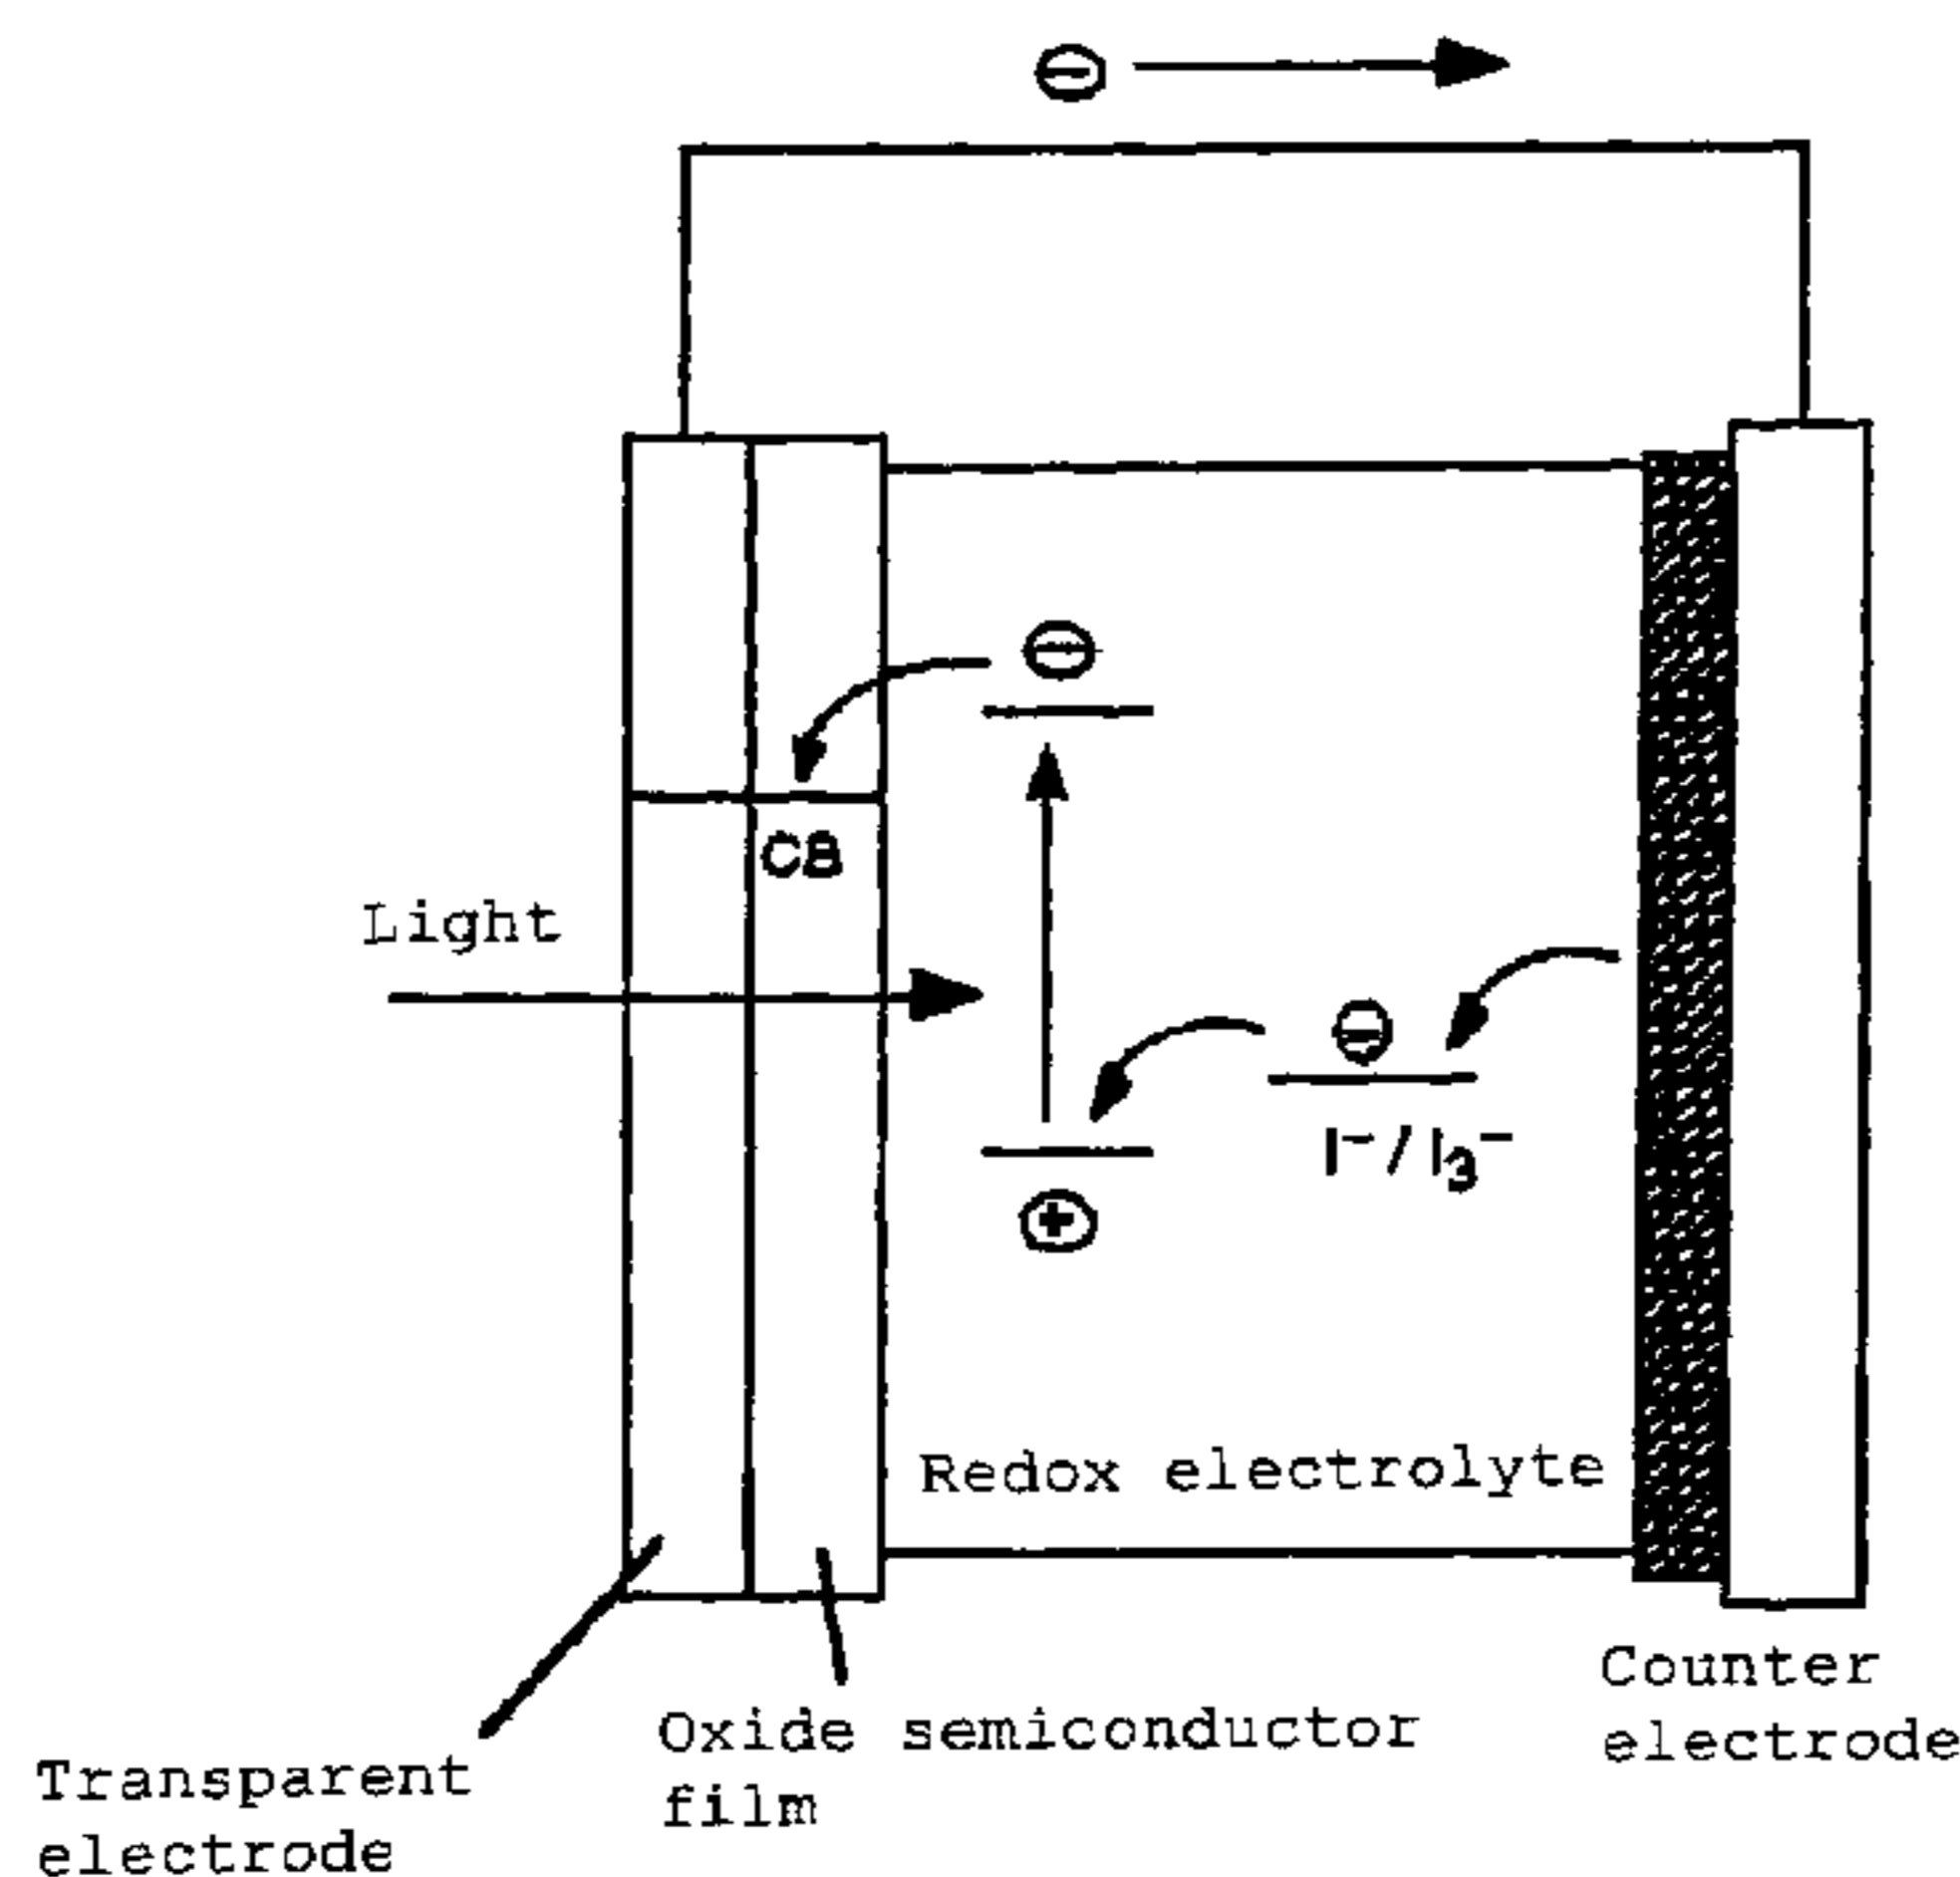 ⊖
⊖
CB
Light
⊖
I⁻/I₃⁻
⊕
Redox electrolyte
Counter
electrode
Oxide semiconductor
film
Transparent
electrode